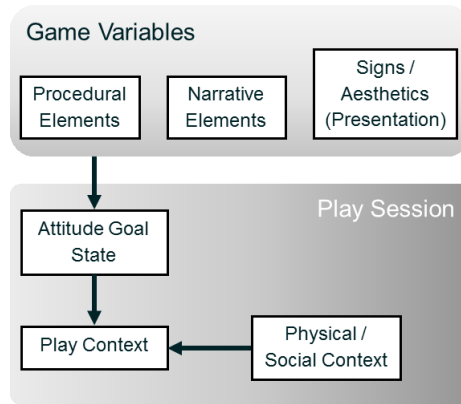 Game Variables
Procedural
Elements
Narrative
Elements
Signs /
Aesthetics
(Presentation)
Play Session
Attitude Goal
State
Play Context
Physical /
Social Context